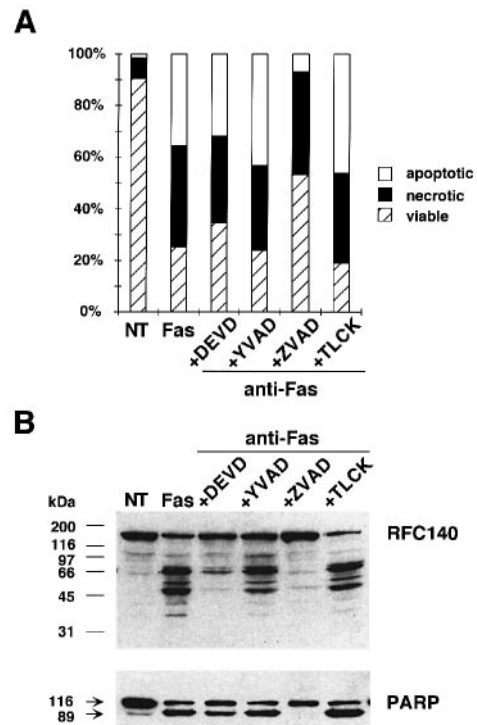 A
100%
80%
60%
40%
20%
0%
apoptotic
necrotic
viable
NT Fas +DEVD +YVAD +ZVAD +TLCK
anti-Fas
B
anti-Fas
kDa NT Fas +DEVD +YVAD +ZVAD +TLCK
200
116
97
66
45
31
RFC140
116
89
PARP